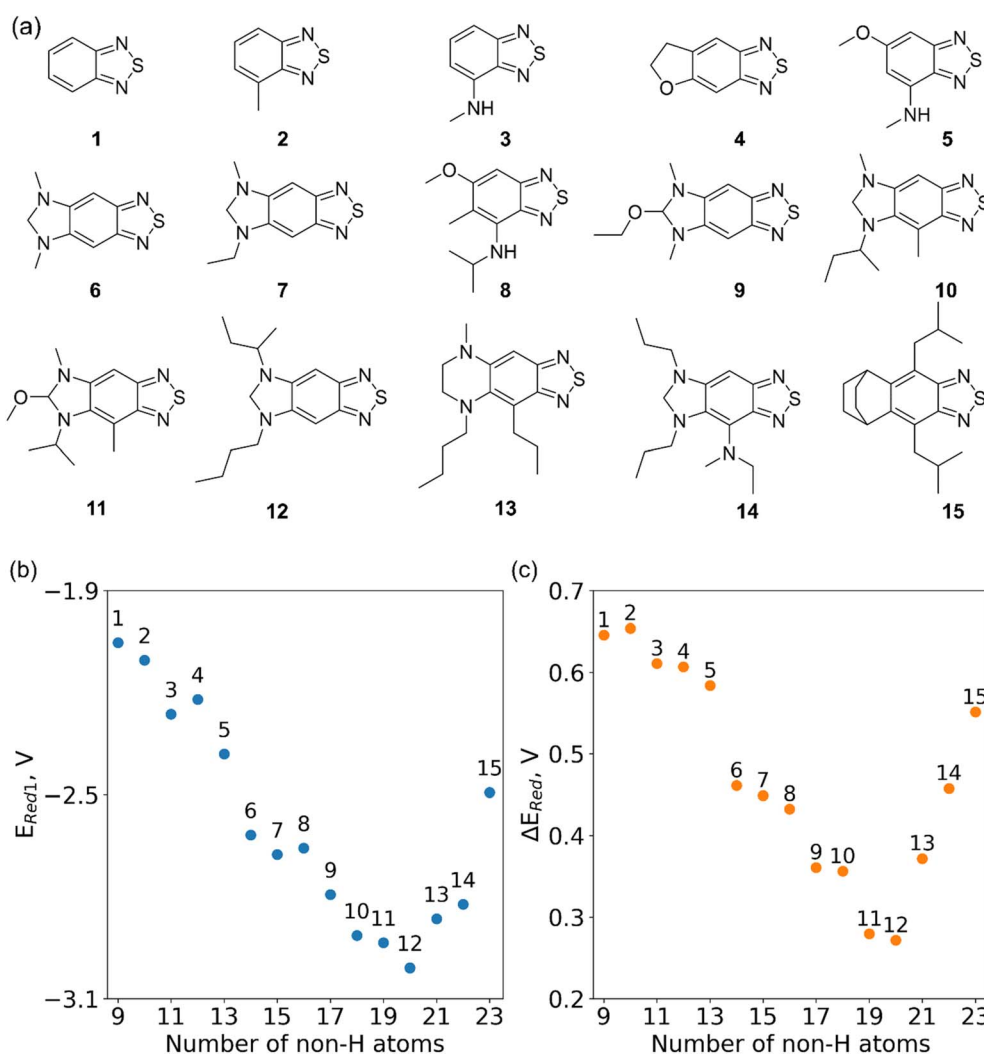 (a)
N S N
1
N S N
2
N S N NH
3
N S N O
4
O N S N NH
5
N N N S N
6
N N N S N
7
O N S N NH
8
N O N N S N
9
N N N S N
10
N O N N S N
11
N N N S N
12
N N N S N
13
N N N S N N
14
N S N
15
(b)
(c)
−1.9
−2.5
−3.1
E_Red1, V
1
2
3
4
5
6
7
8
9
10
11
12
13
14
15
9 11 13 15 17 19 21 23
Number of non-H atoms
0.7
0.6
0.5
0.4
0.3
0.2
ΔE_Red, V
1
2
3
4
5
6
7
8
9
10
11
12
13
14
15
9 11 13 15 17 19 21 23
Number of non-H atoms